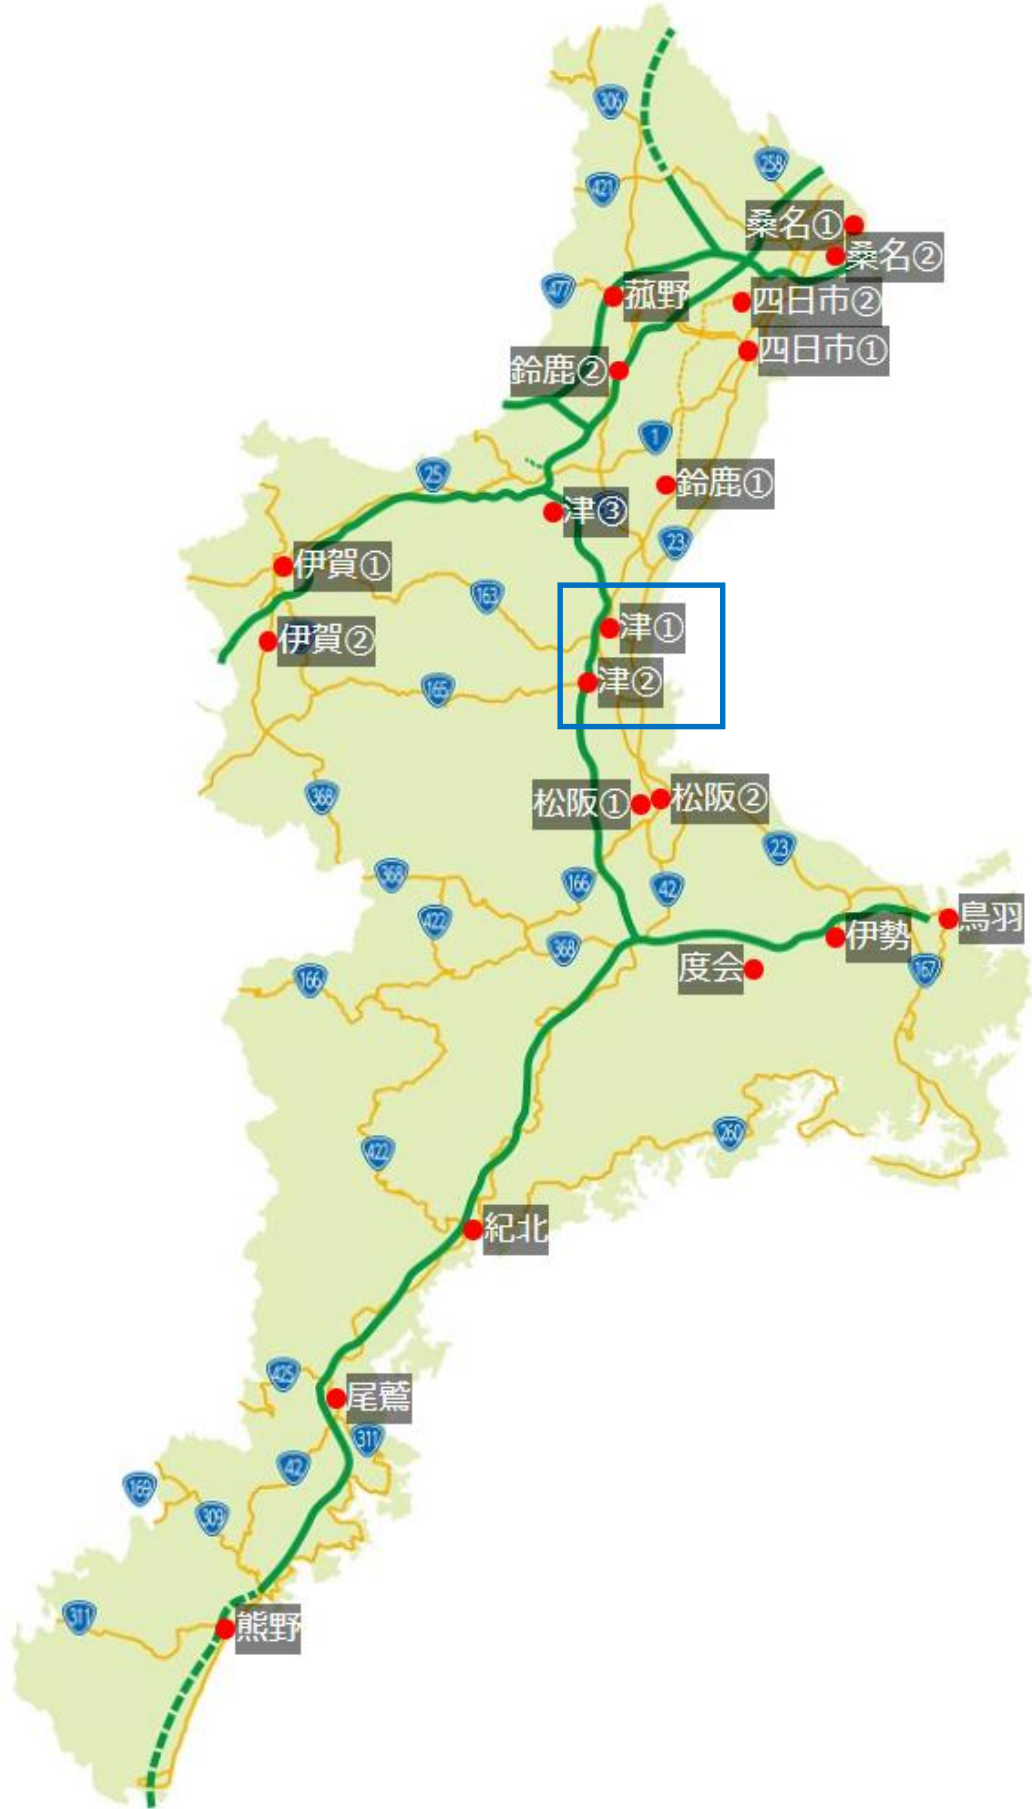 306
258
421
桑名①
桑名②
477
菰野
四日市②
四日市①
鈴鹿②
1
25
鈴鹿①
津③
23
伊賀①
163
津①
伊賀②
津②
165
368
松阪①
松阪②
23
368
166
42
422
鳥羽
伊勢
368
度会
167
166
260
422
紀北
425
尾鷲
311
42
169
309
311
熊野